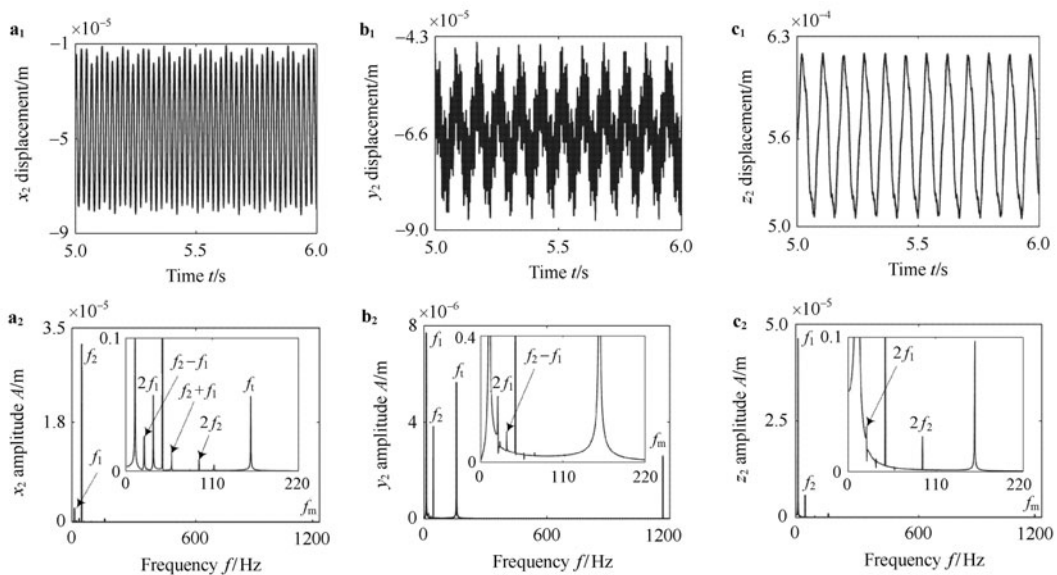 a₁
×10⁻⁵
−1
−5
−9
x₂ displacement/m
5.0 5.5 6.0
Time t/s
b₁
×10⁻⁵
−4.3
−6.6
−9.0
y₂ displacement/m
5.0 5.5 6.0
Time t/s
c₁
×10⁻⁴
6.3
5.6
5.0
z₂ displacement/m
5.0 5.5 6.0
Time t/s
a₂
×10⁻⁵
3.5
1.8
0
x₂ amplitude A/m
f₂
f₁
0.1
0
f₂−f₁
2f₁
f₂+f₁
2f₂
fₜ
0 110 220
fₘ
0 600 1200
Frequency f/Hz
b₂
×10⁻⁶
8
4
0
y₂ amplitude A/m
f₁
fₜ
f₂
0.4
0
f₂−f₁
2f₁
0 110 220
fₘ
0 600 1200
Frequency f/Hz
c₂
×10⁻⁵
5.0
2.5
0
z₂ amplitude A/m
f₁
f₂
0.1
0
2f₁
2f₂
0 110 220
fₘ
0 600 1200
Frequency f/Hz